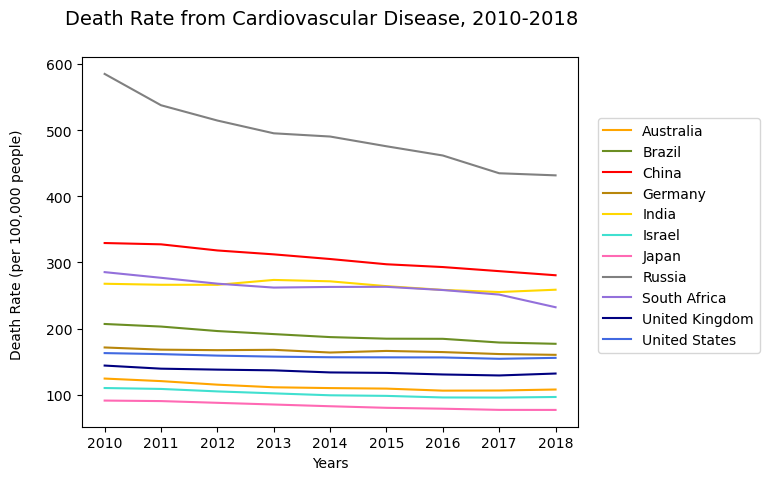 Death Rate from Cardiovascular Disease, 2010-2018
600
500
400
300
200
100
Death Rate (per 100,000 people)
2010 2011 2012 2013 2014 2015 2016 2017 2018
Years
Australia
Brazil
China
Germany
India
Israel
Japan
Russia
South Africa
United Kingdom
United States